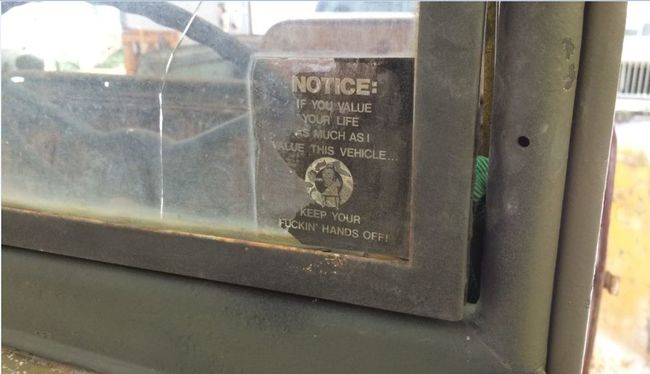 NOTICE:
IF YOU VALUE
YOUR LIFE
AS MUCH AS I
VALUE THIS VEHICLE...
KEEP YOUR
FUCKIN' HANDS OFF!